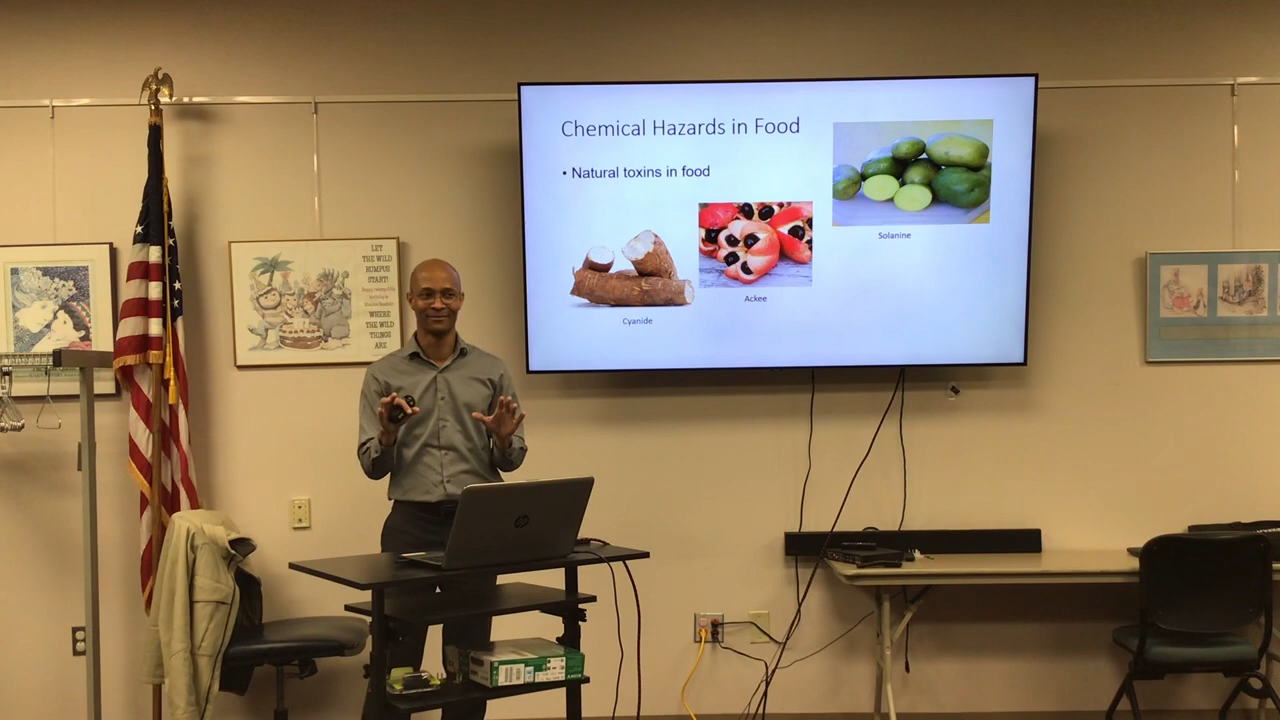 Chemical Hazards in Food
• Natural toxins in food
Solanine
Ackee
Cyanide
LET
THE WILD
RUMPUS
START!
WHERE
THE WILD
THINGS
ARE
hp